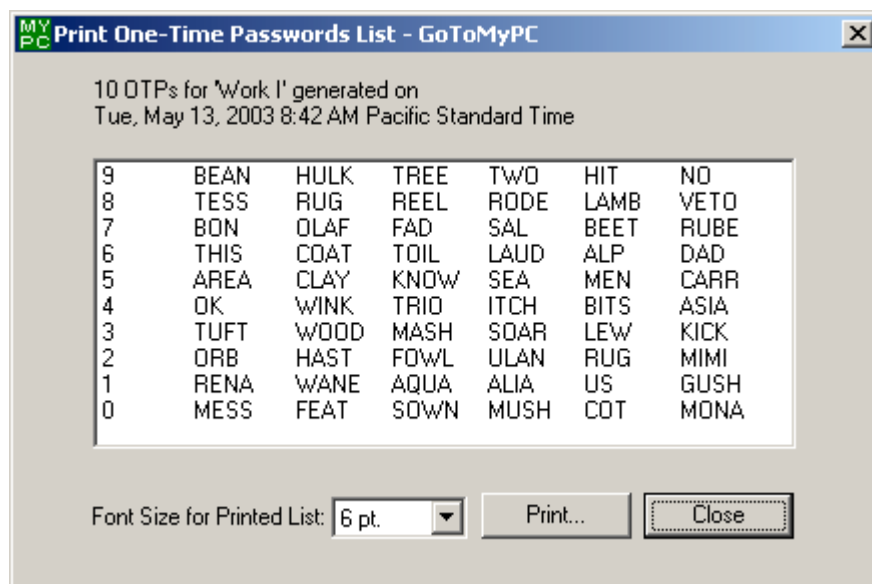 MY PC Print One-Time Passwords List - GoToMyPC
10 OTPs for 'Work I' generated on
Tue, May 13, 2003 8:42 AM Pacific Standard Time
9 BEAN HULK TREE TWO HIT NO
8 TESS RUG REEL RODE LAMB VETO
7 BON OLAF FAD SAL BEET RUBE
6 THIS COAT TOIL LAUD ALP DAD
5 AREA CLAY KNOW SEA MEN CARR
4 OK WINK TRIO ITCH BITS ASIA
3 TUFT WOOD MASH SOAR LEW KICK
2 ORB HAST FOWL ULAN RUG MIMI
1 RENA WANE AQUA ALIA US GUSH
0 MESS FEAT SOWN MUSH COT MONA
Font Size for Printed List: 6 pt. Print... Close